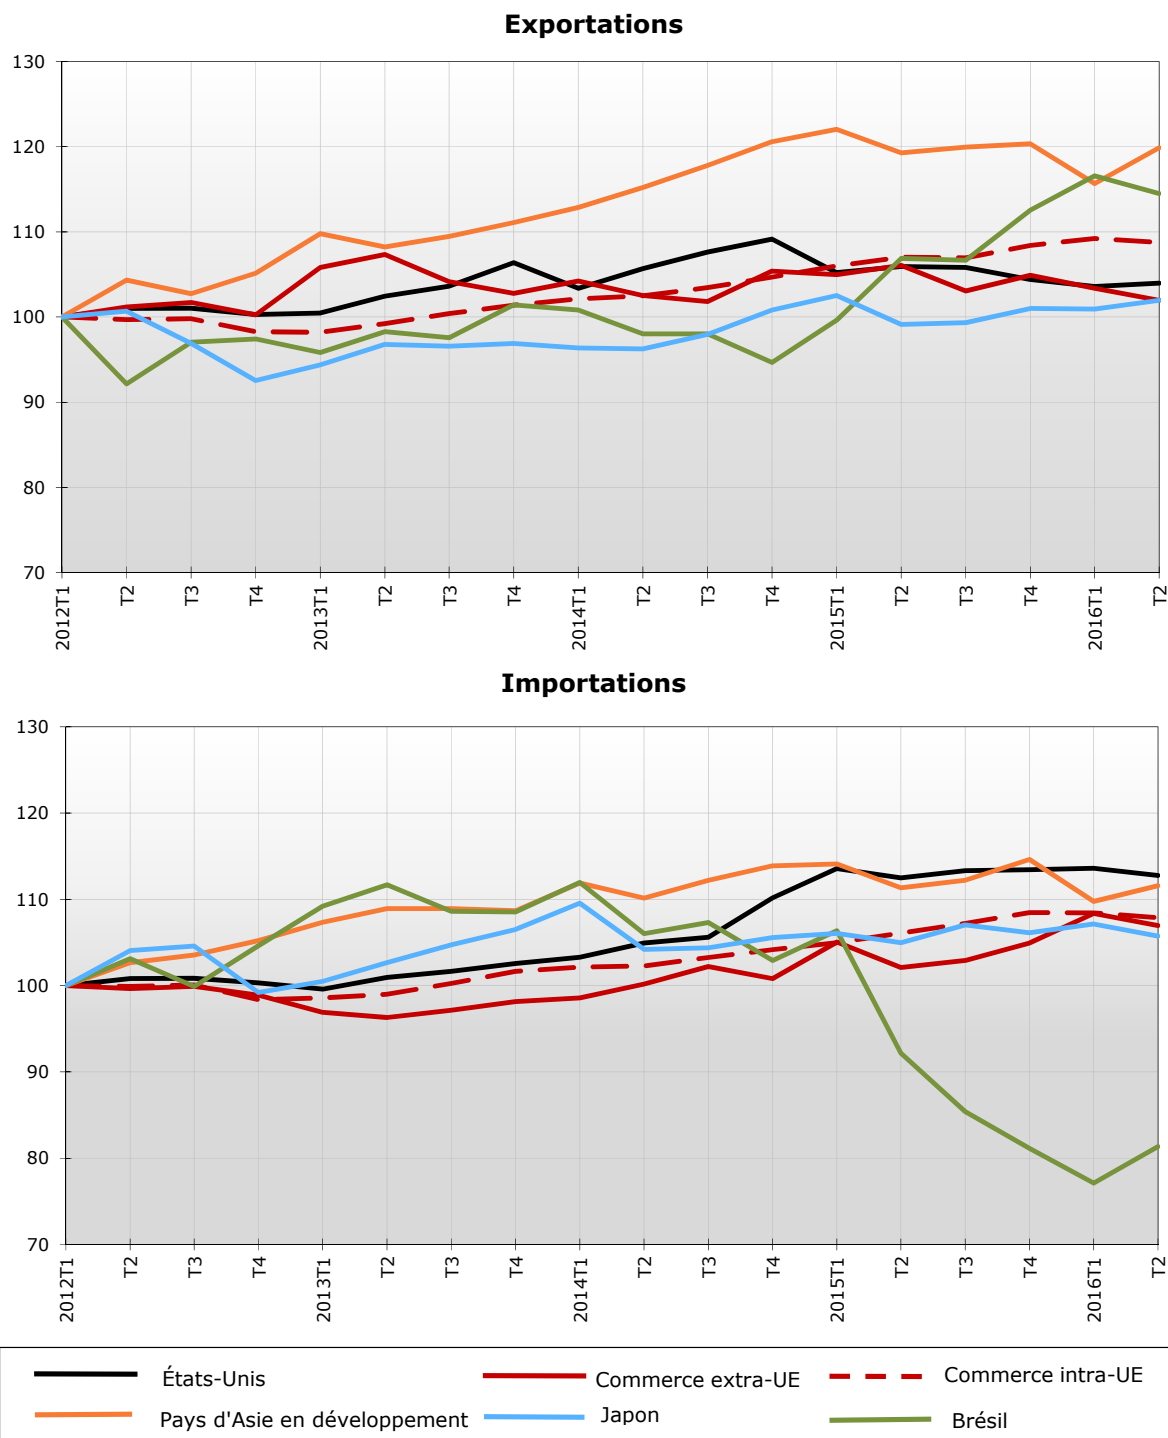 Exportations
130
120
110
100
90
80
70
2012T1 T2 T3 T4 2013T1 T2 T3 T4 2014T1 T2 T3 T4 2015T1 T2 T3 T4 2016T1 T2
Importations
130
120
110
100
90
80
70
2012T1 T2 T3 T4 2013T1 T2 T3 T4 2014T1 T2 T3 T4 2015T1 T2 T3 T4 2016T1 T2
États-Unis Commerce extra-UE Commerce intra-UE
Pays d'Asie en développement Japon Brésil